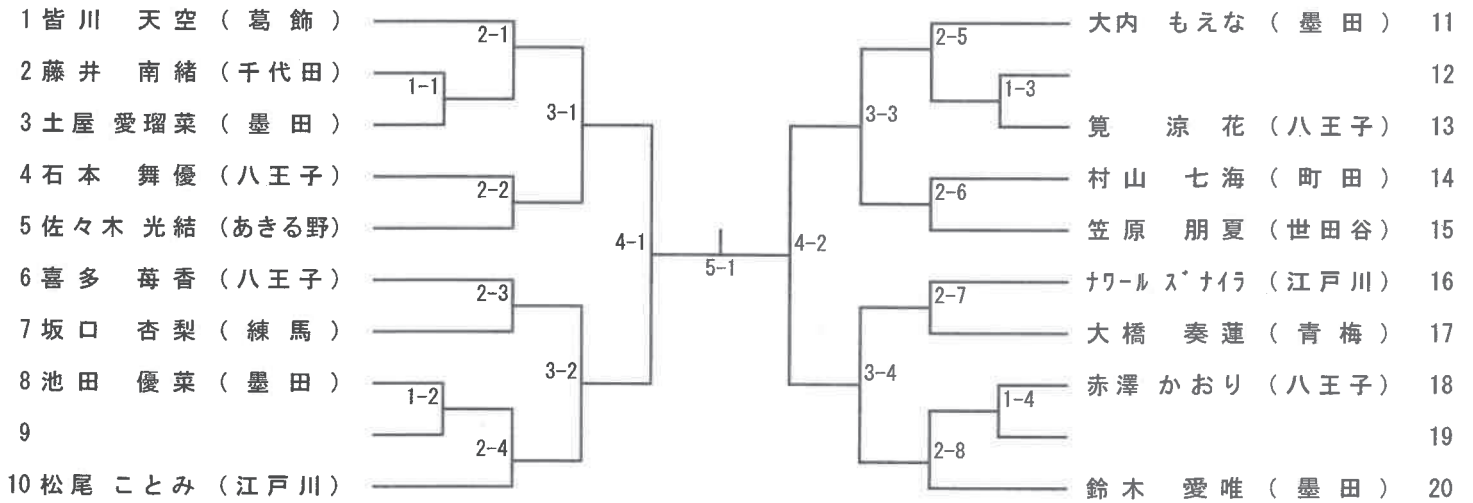 1 皆川 天空 (葛飾)
2 藤井 南緒 (千代田)
3 土屋 愛瑠菜 (墨田)
4 石本 舞優 (八王子)
5 佐々木 光結 (あきる野)
6 喜多 苺香 (八王子)
7 坂口 杏梨 (練馬)
8 池田 優菜 (墨田)
9
10 松尾 ことみ (江戸川)
1-1
1-2
2-1
2-2
2-3
2-4
3-1
3-2
4-1
5-1
4-2
3-3
3-4
2-5
2-6
2-7
2-8
1-3
1-4
大内 もえな (墨田) 11
12
筧 涼花 (八王子) 13
村山 七海 (町田) 14
笠原 朋夏 (世田谷) 15
ﾅﾜｰﾙ ｽﾞﾅｲﾗ (江戸川) 16
大橋 奏蓮 (青梅) 17
赤澤 かおり (八王子) 18
19
鈴木 愛唯 (墨田) 20